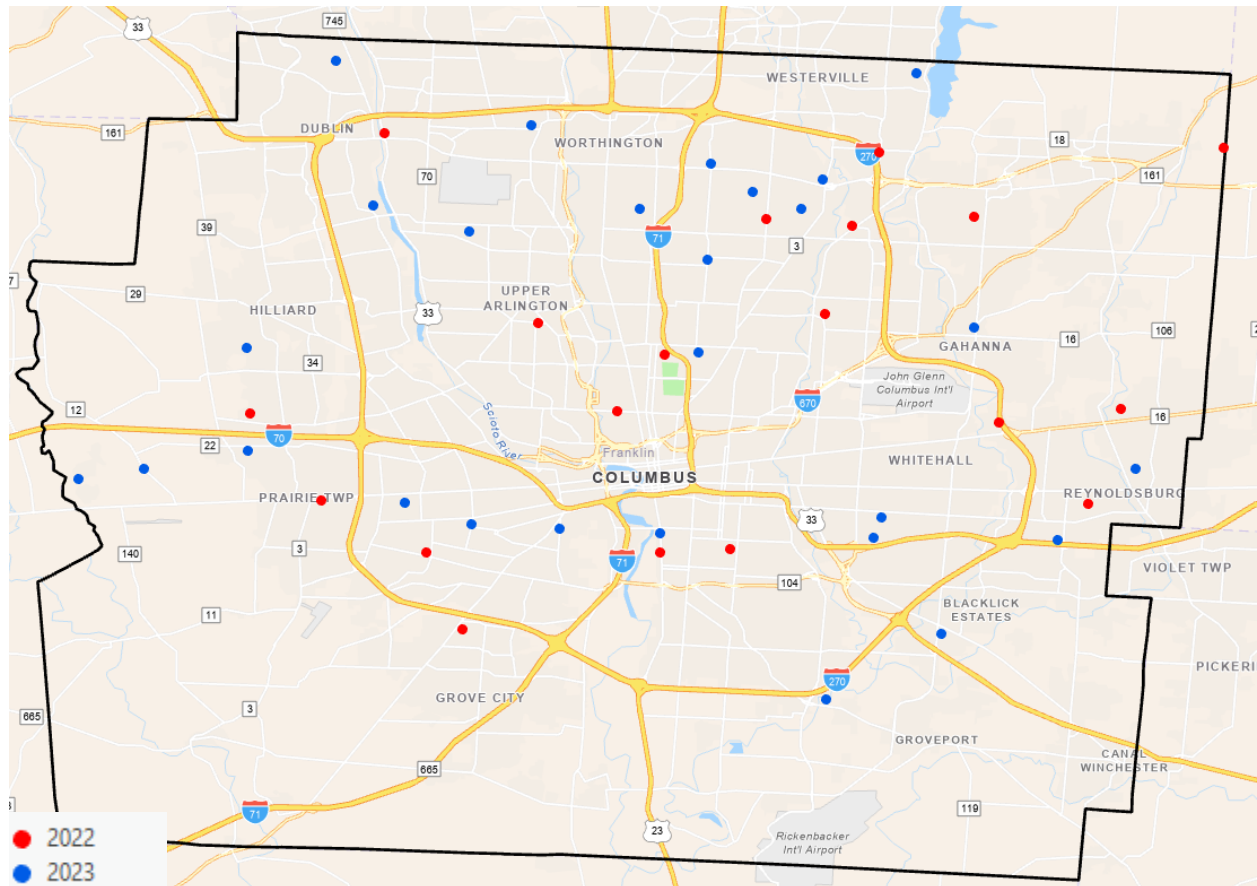 33
745
WESTERVILLE
161
DUBLIN
WORTHINGTON
270
18
161
70
39
71
3
29
HILLIARD
UPPER
ARLINGTON
33
34
GAHANNA
16
106
John Glenn
Columbus Int'l
Airport
12
70
22
Scioto River
670
16
Franklin
COLUMBUS
WHITEHALL
PRAIRIE TWP
REYNOLDSBURG
33
140
3
71
104
VIOLET TWP
11
BLACKLICK
ESTATES
PICKERI
270
GROVE CITY
3
665
GROVEPORT
CANAL
WINCHESTER
665
71
119
23
Rickenbacker
Int'l Airport
2022
2023